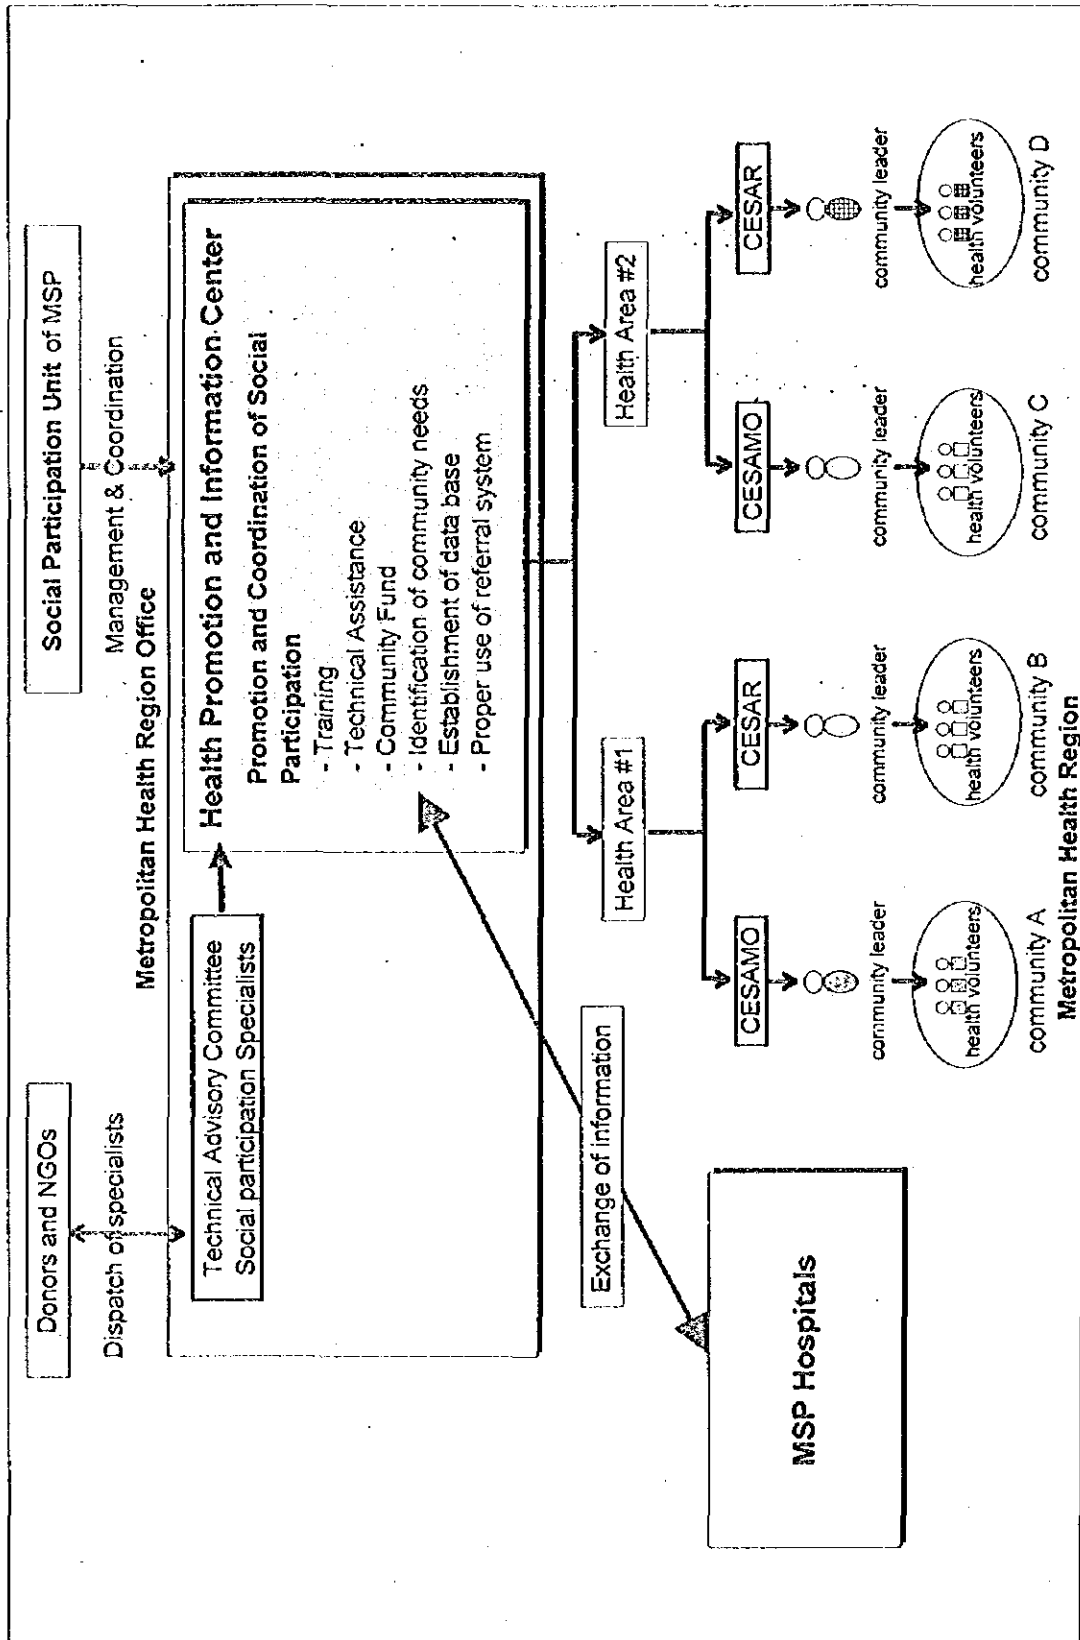 Donors and NGOs
Dispatch of specialists
Social Participation Unit of MSP
Management & Coordination
Metropolitan Health Region Office
Technical Advisory Committee
Social participation Specialists
Health Promotion and Information Center
Promotion and Coordination of Social
Participation
- Training
- Technical Assistance
- Community Fund
- Identification of community needs
- Establishment of data base
- Proper use of referral system
Exchange of information
MSP Hospitals
Health Area #1
Health Area #2
CESAMO
CESAR
CESAMO
CESAR
community leader
community leader
community leader
community leader
health volunteers
health volunteers
health volunteers
health volunteers
community A
community B
community C
community D
Metropolitan Health Region